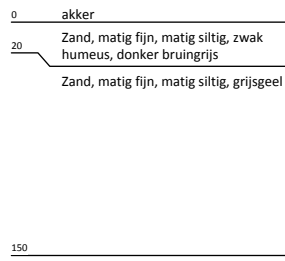 0 akker
Zand, matig fijn, matig siltig, zwak
20 humeus, donker bruingrijs
Zand, matig fijn, matig siltig, grijsgeel
150